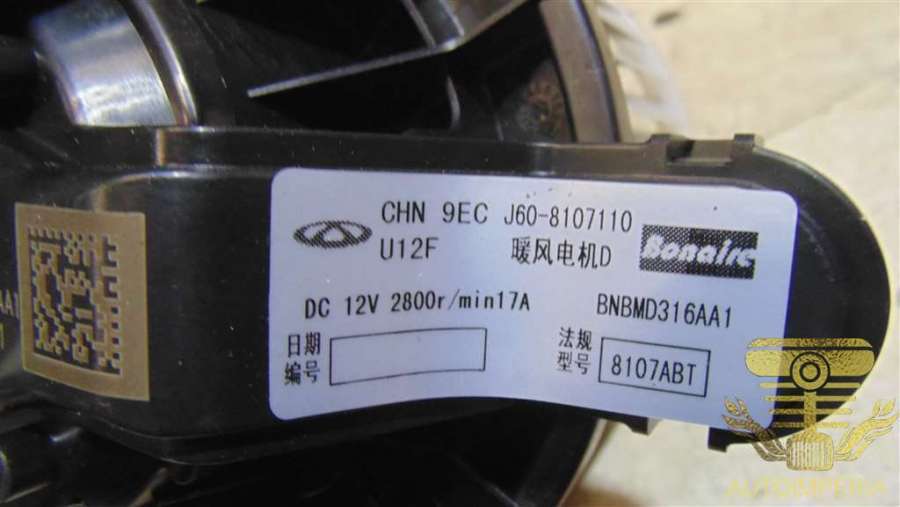 CHN 9EC J60-8107110
U12F 暖风电机D Bonaire
DC 12V 2800r/min17A BNBMD316AA1
日期
编号
法规
型号 8107ABT
AA1
AUTOIMPERIA